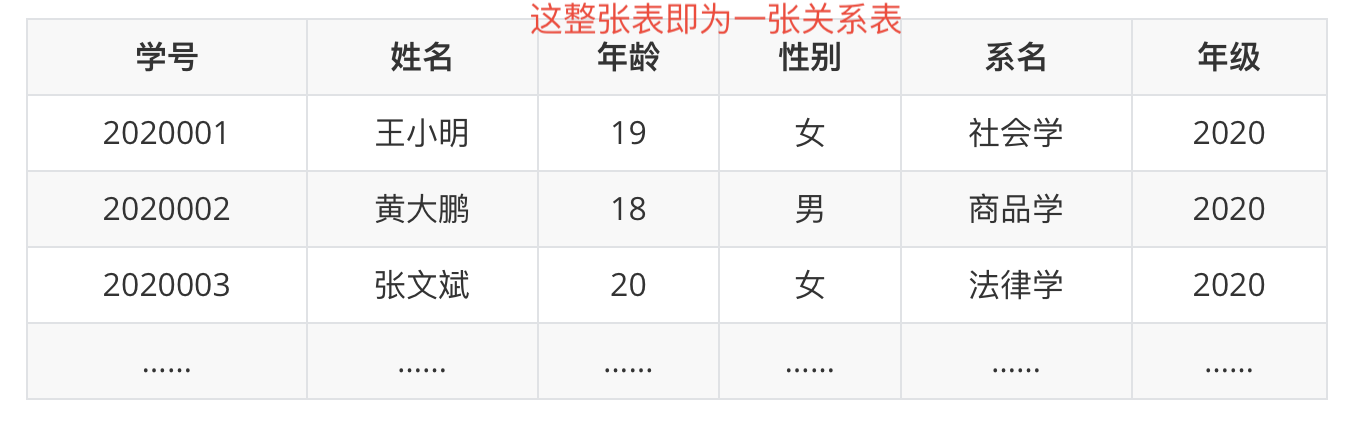 这整张表即为一张关系表
学号 姓名 年龄 性别 系名 年级
2020001 王小明 19 女 社会学 2020
2020002 黄大鹏 18 男 商品学 2020
2020003 张文斌 20 女 法律学 2020
…… …… …… …… …… ……